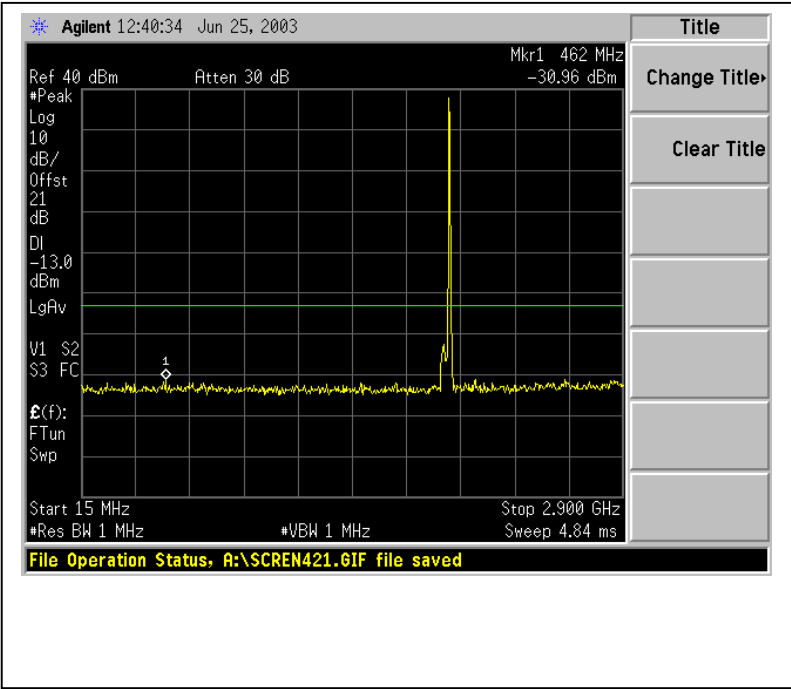 Agilent 12:40:34 Jun 25, 2003
Title
Mkr1 462 MHz
Ref 40 dBm Atten 30 dB -30.96 dBm
#Peak
Log
10
dB/
Offst
21
dB
DI
-13.0
dBm
LgAv
V1 S2
S3 FC
£(f):
FTun
Swp
1
Start 15 MHz Stop 2.900 GHz
#Res BW 1 MHz #VBW 1 MHz Sweep 4.84 ms
Change Title
Clear Title
File Operation Status, A:\SCREN421.GIF file saved